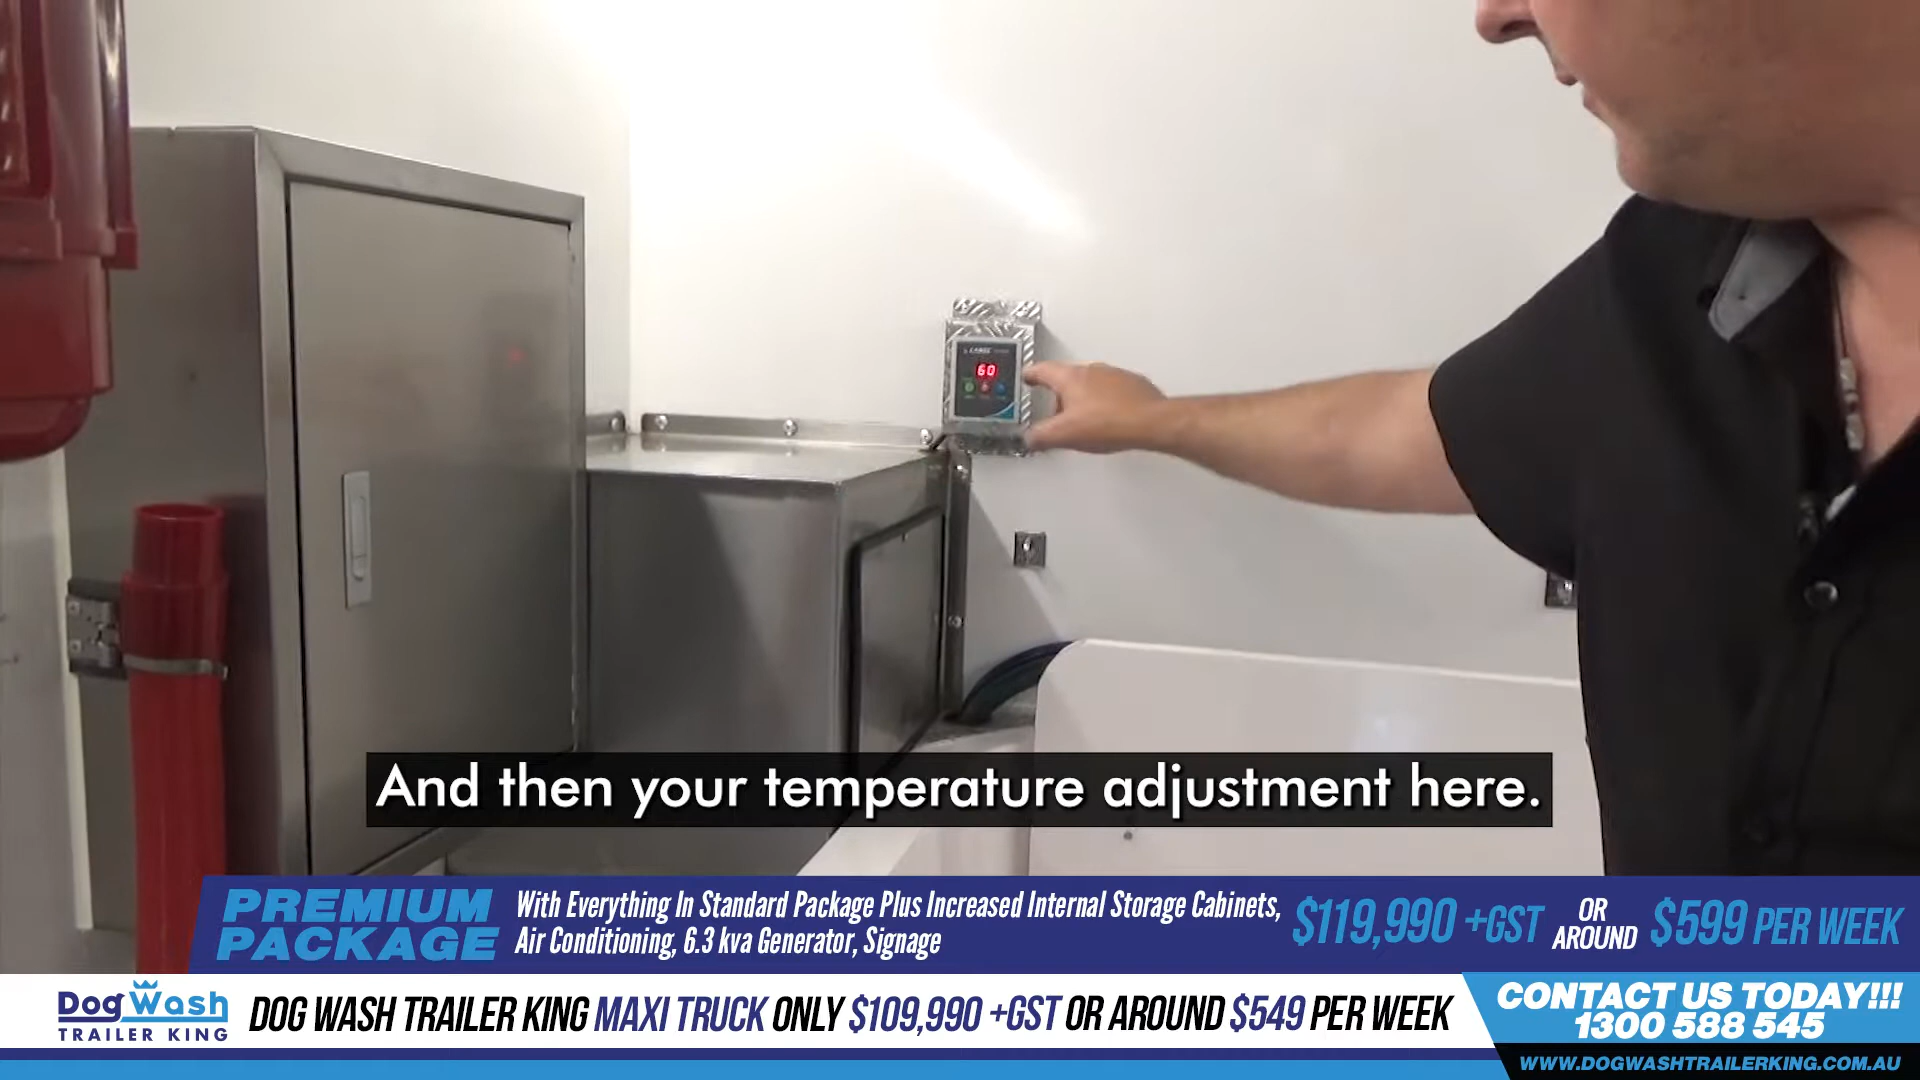 60
And then your temperature adjustment here.
PREMIUM
PACKAGE
With Everything In Standard Package Plus Increased Internal Storage Cabinets,
Air Conditioning, 6.3 kva Generator, Signage
$119,990 +GST
OR
AROUND
$599 PER WEEK
Dog Wash
TRAILER KING
DOG WASH TRAILER KING MAXI TRUCK ONLY $109,990 +GST OR AROUND $549 PER WEEK
CONTACT US TODAY!!!
1300 588 545
WWW.DOGWASHTRAILERKING.COM.AU